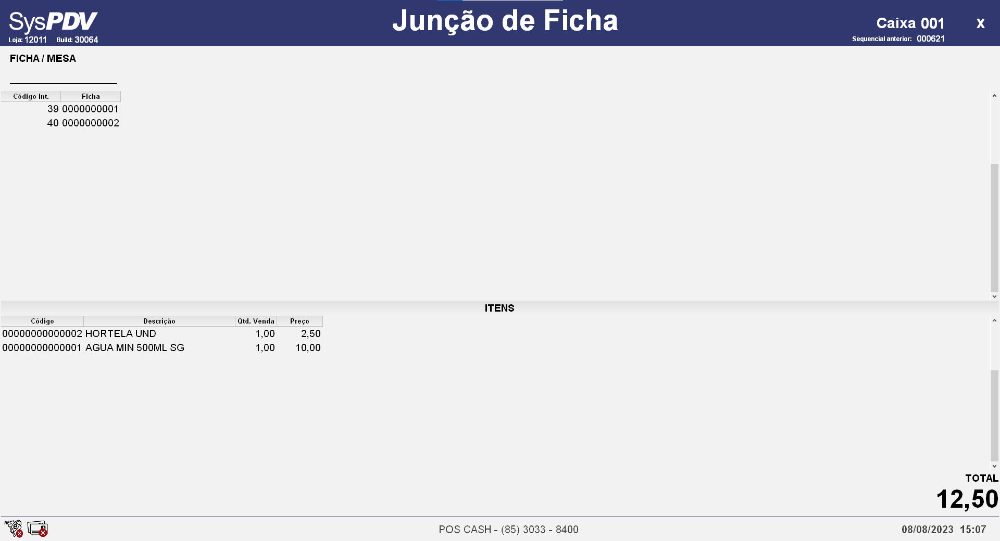 SysPDV
Loja: 12011 Build: 30064
Junção de Ficha
Caixa 001
X
Sequencial anterior: 000621
FICHA / MESA
Código Int. Ficha
39 0000000001
40 0000000002
ITENS
Código Descrição Qtd. Venda Preço
00000000000002 HORTELA UND 1,00 2,50
00000000000001 AGUA MIN 500ML SG 1,00 10,00
TOTAL
12,50
NFC e
POS CASH - (85) 3033 - 8400
08/08/2023 15:07